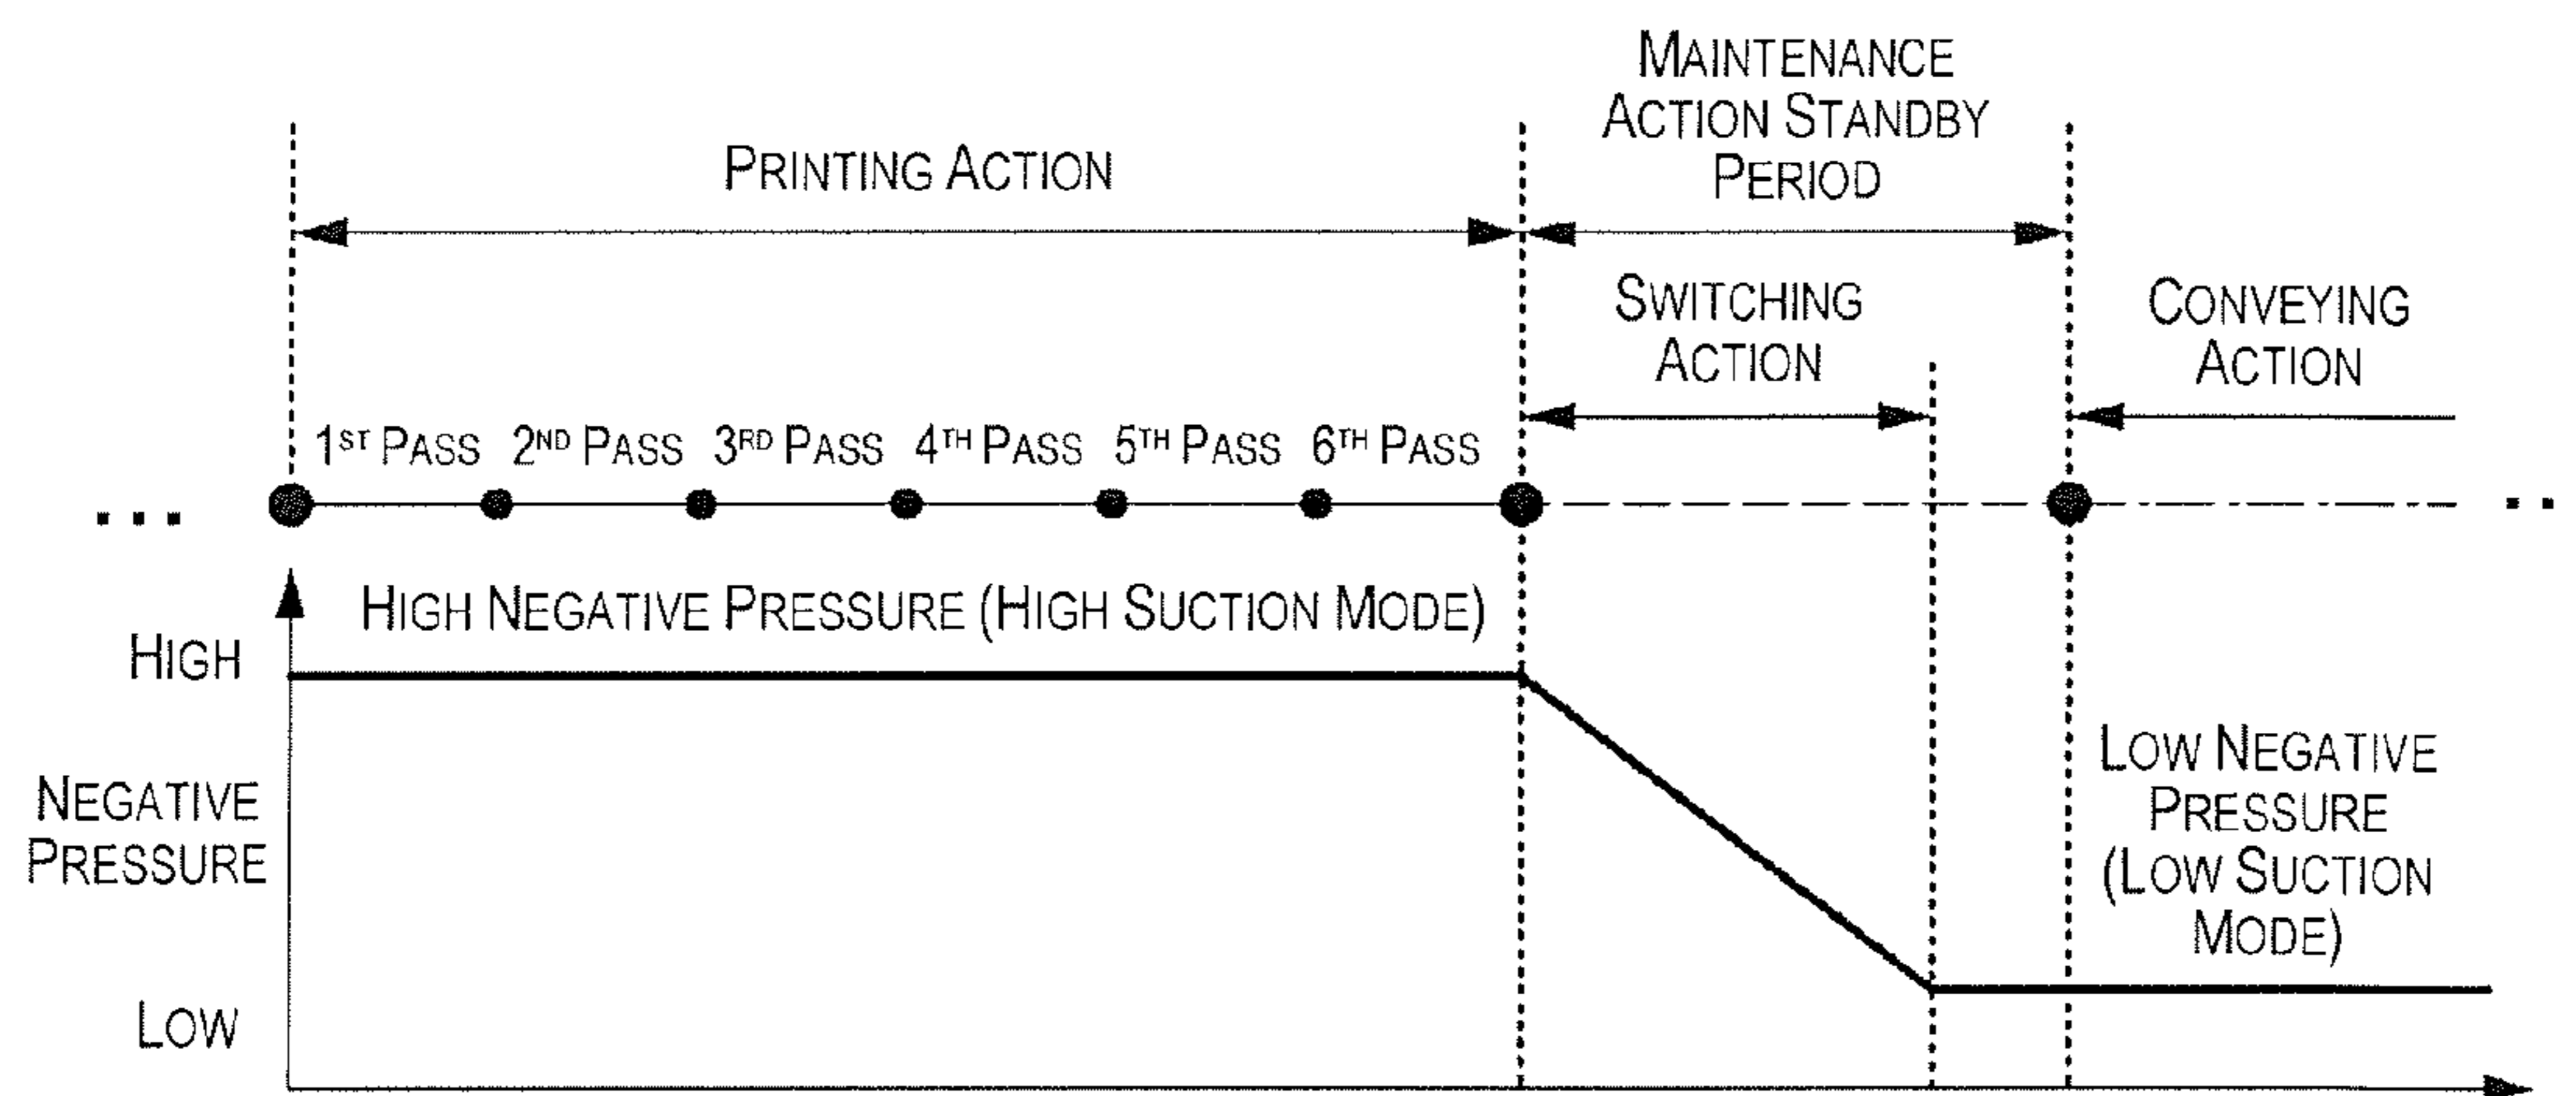 MAINTENANCE
ACTION STANDBY
PERIOD
PRINTING ACTION
SWITCHING
ACTION
CONVEYING
ACTION
1ST PASS 2ND PASS 3RD PASS 4TH PASS 5TH PASS 6TH PASS
HIGH NEGATIVE PRESSURE (HIGH SUCTION MODE)
HIGH
NEGATIVE
PRESSURE
LOW
LOW NEGATIVE
PRESSURE
(LOW SUCTION
MODE)